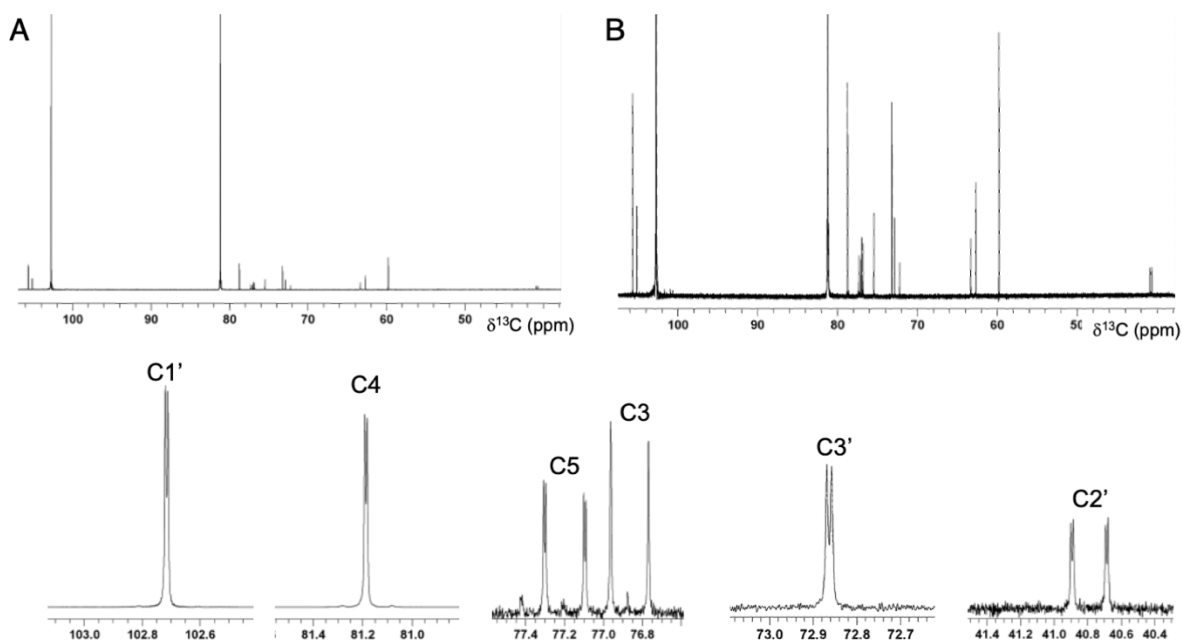 A
B
100 90 80 70 60 50
δ¹³C (ppm)
100 90 80 70 60 50
δ¹³C (ppm)
C1’
C4
C5
C3
C3’
C2’
103.0 102.8 102.6
81.4 81.2 81.0
77.4 77.2 77.0 76.8
73.0 72.9 72.8 72.7
41.4 41.2 41.0 40.8 40.6 40.4